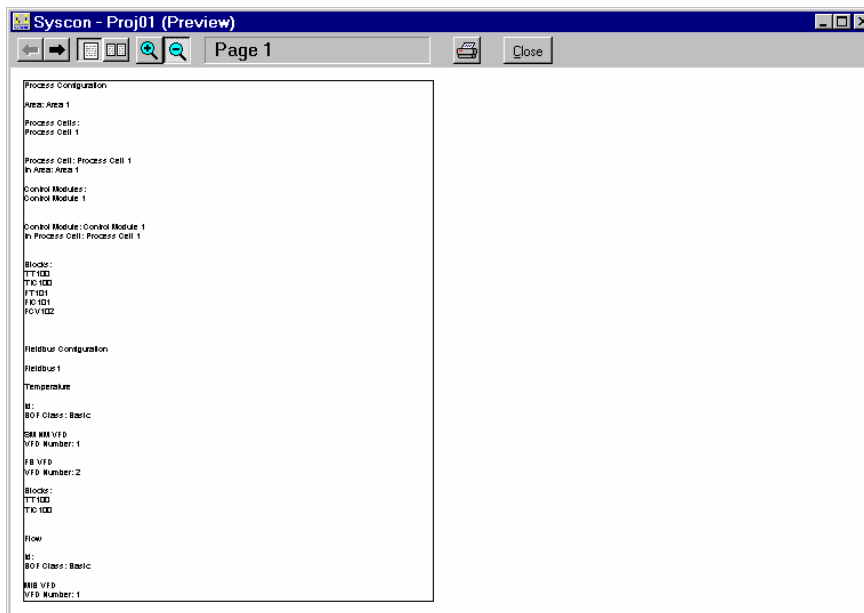 Syscon - Proj01 (Preview)
Page 1
Close
Process Configuration
Area: Area 1
Process Cells:
Process Cell 1
Process Cell: Process Cell 1
In Area: Area 1
Control Modules:
Control Module 1
Control Module: Control Module 1
In Process Cell: Process Cell 1
Blocks:
TT100
TIC100
FT101
FIC101
FCV102
Fieldbus Configuration
Fieldbus 1
Temperature
Id:
BOF Class: Basic
SM NM VFD
VFD Number: 1
FB VFD
VFD Number: 2
Blocks:
TT100
TIC100
Flow
Id:
BOF Class: Basic
MIB VFD
VFD Number: 1